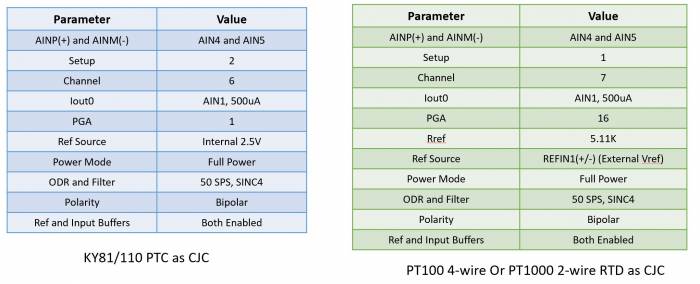 Parameter Value
AINP(+) and AINM(-) AIN4 and AIN5
Setup 2
Channel 6
Iout0 AIN1, 500uA
PGA 1
Ref Source Internal 2.5V
Power Mode Full Power
ODR and Filter 50 SPS, SINC4
Polarity Bipolar
Ref and Input Buffers Both Enabled
KY81/110 PTC as CJC
Parameter Value
AINP(+) and AINM(-) AIN4 and AIN5
Setup 1
Channel 7
Iout0 AIN1, 500uA
PGA 16
Rref 5.11K
Ref Source REFIN1(+/-) (External Vref)
Power Mode Full Power
ODR and Filter 50 SPS, SINC4
Polarity Bipolar
Ref and Input Buffers Both Enabled
PT100 4-wire Or PT1000 2-wire RTD as CJC